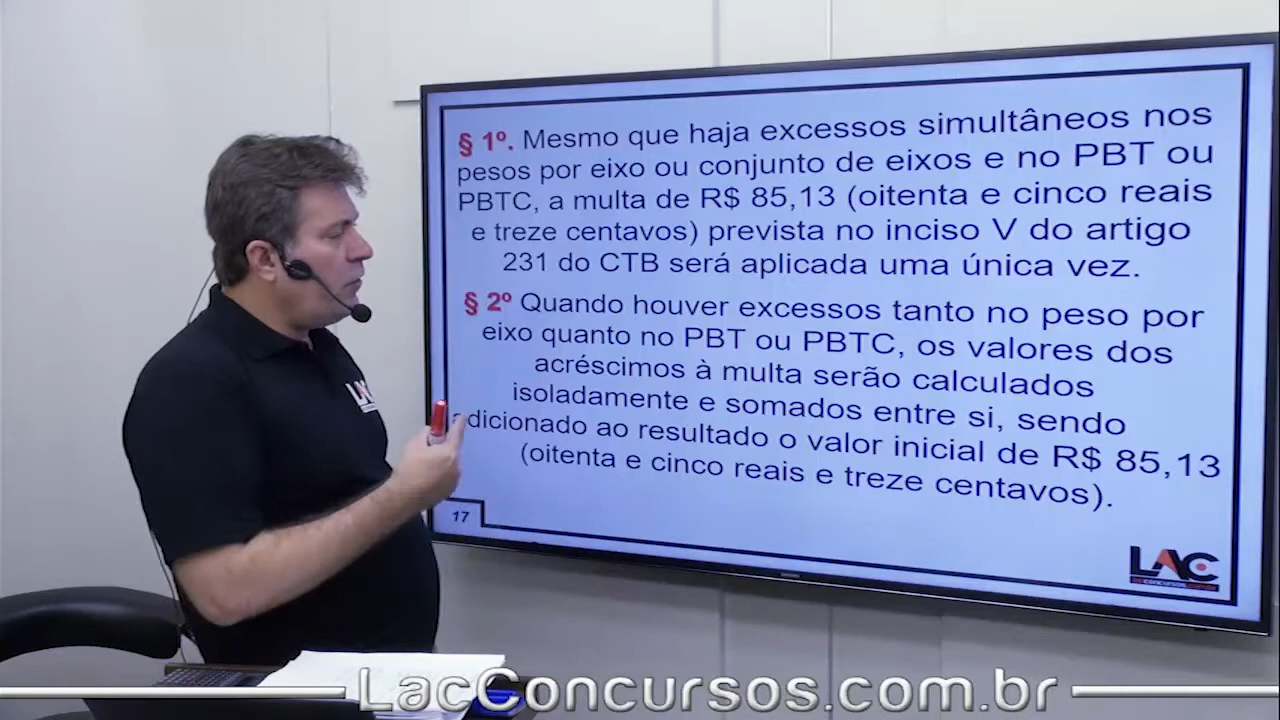 § 1º. Mesmo que haja excessos simultâneos nos
pesos por eixo ou conjunto de eixos e no PBT ou
PBTC, a multa de R$ 85,13 (oitenta e cinco reais
e treze centavos) prevista no inciso V do artigo
231 do CTB será aplicada uma única vez.
§ 2º Quando houver excessos tanto no peso por
eixo quanto no PBT ou PBTC, os valores dos
acréscimos à multa serão calculados
isoladamente e somados entre si, sendo
adicionado ao resultado o valor inicial de R$ 85,13
(oitenta e cinco reais e treze centavos).
17
LAC
LAC
LacConcursos.com.br